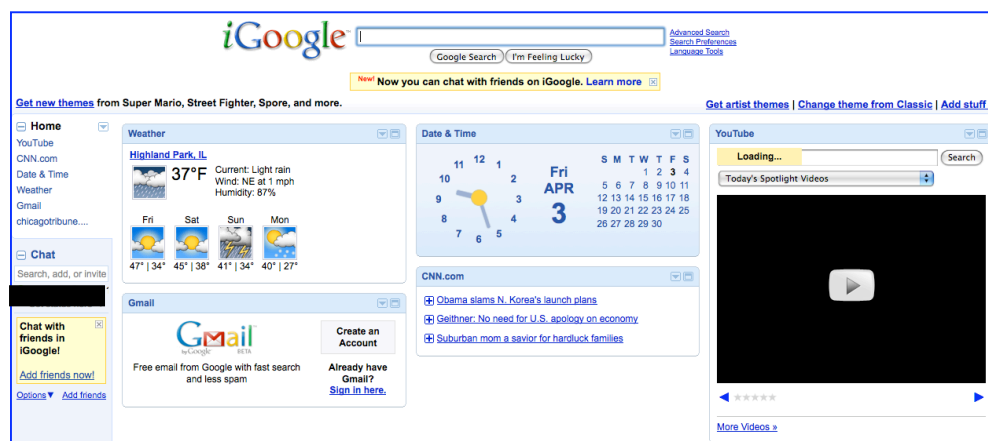 iGoogle
Advanced Search
Search Preferences
Language Tools
Google Search I'm Feeling Lucky
New! Now you can chat with friends on iGoogle. Learn more
Get new themes from Super Mario, Street Fighter, Spore, and more.
Get artist themes | Change theme from Classic | Add stuff
Home
YouTube
CNN.com
Date & Time
Weather
Gmail
chicagotribune....
Chat
Search, add, or invite
Chat with
friends in
iGoogle!
Add friends now!
Options▼ Add friends
Weather
Highland Park, IL
37°F
Current: Light rain
Wind: NE at 1 mph
Humidity: 87%
Fri Sat Sun Mon
47° | 34° 45° | 38° 41° | 34° 40° | 27°
Gmail
Gmail
by Google BETA
Free email from Google with fast search
and less spam
Create an
Account
Already have
Gmail?
Sign in here.
Date & Time
12 1 2 3 4 5 6 7 8 9 10 11
Fri
APR
3
S M T W T F S
1 2 3 4
5 6 7 8 9 10 11
12 13 14 15 16 17 18
19 20 21 22 23 24 25
26 27 28 29 30
CNN.com
Obama slams N. Korea's launch plans
Geithner: No need for U.S. apology on economy
Suburban mom a savior for hardluck families
YouTube
Loading...
Search
Today's Spotlight Videos
More Videos »